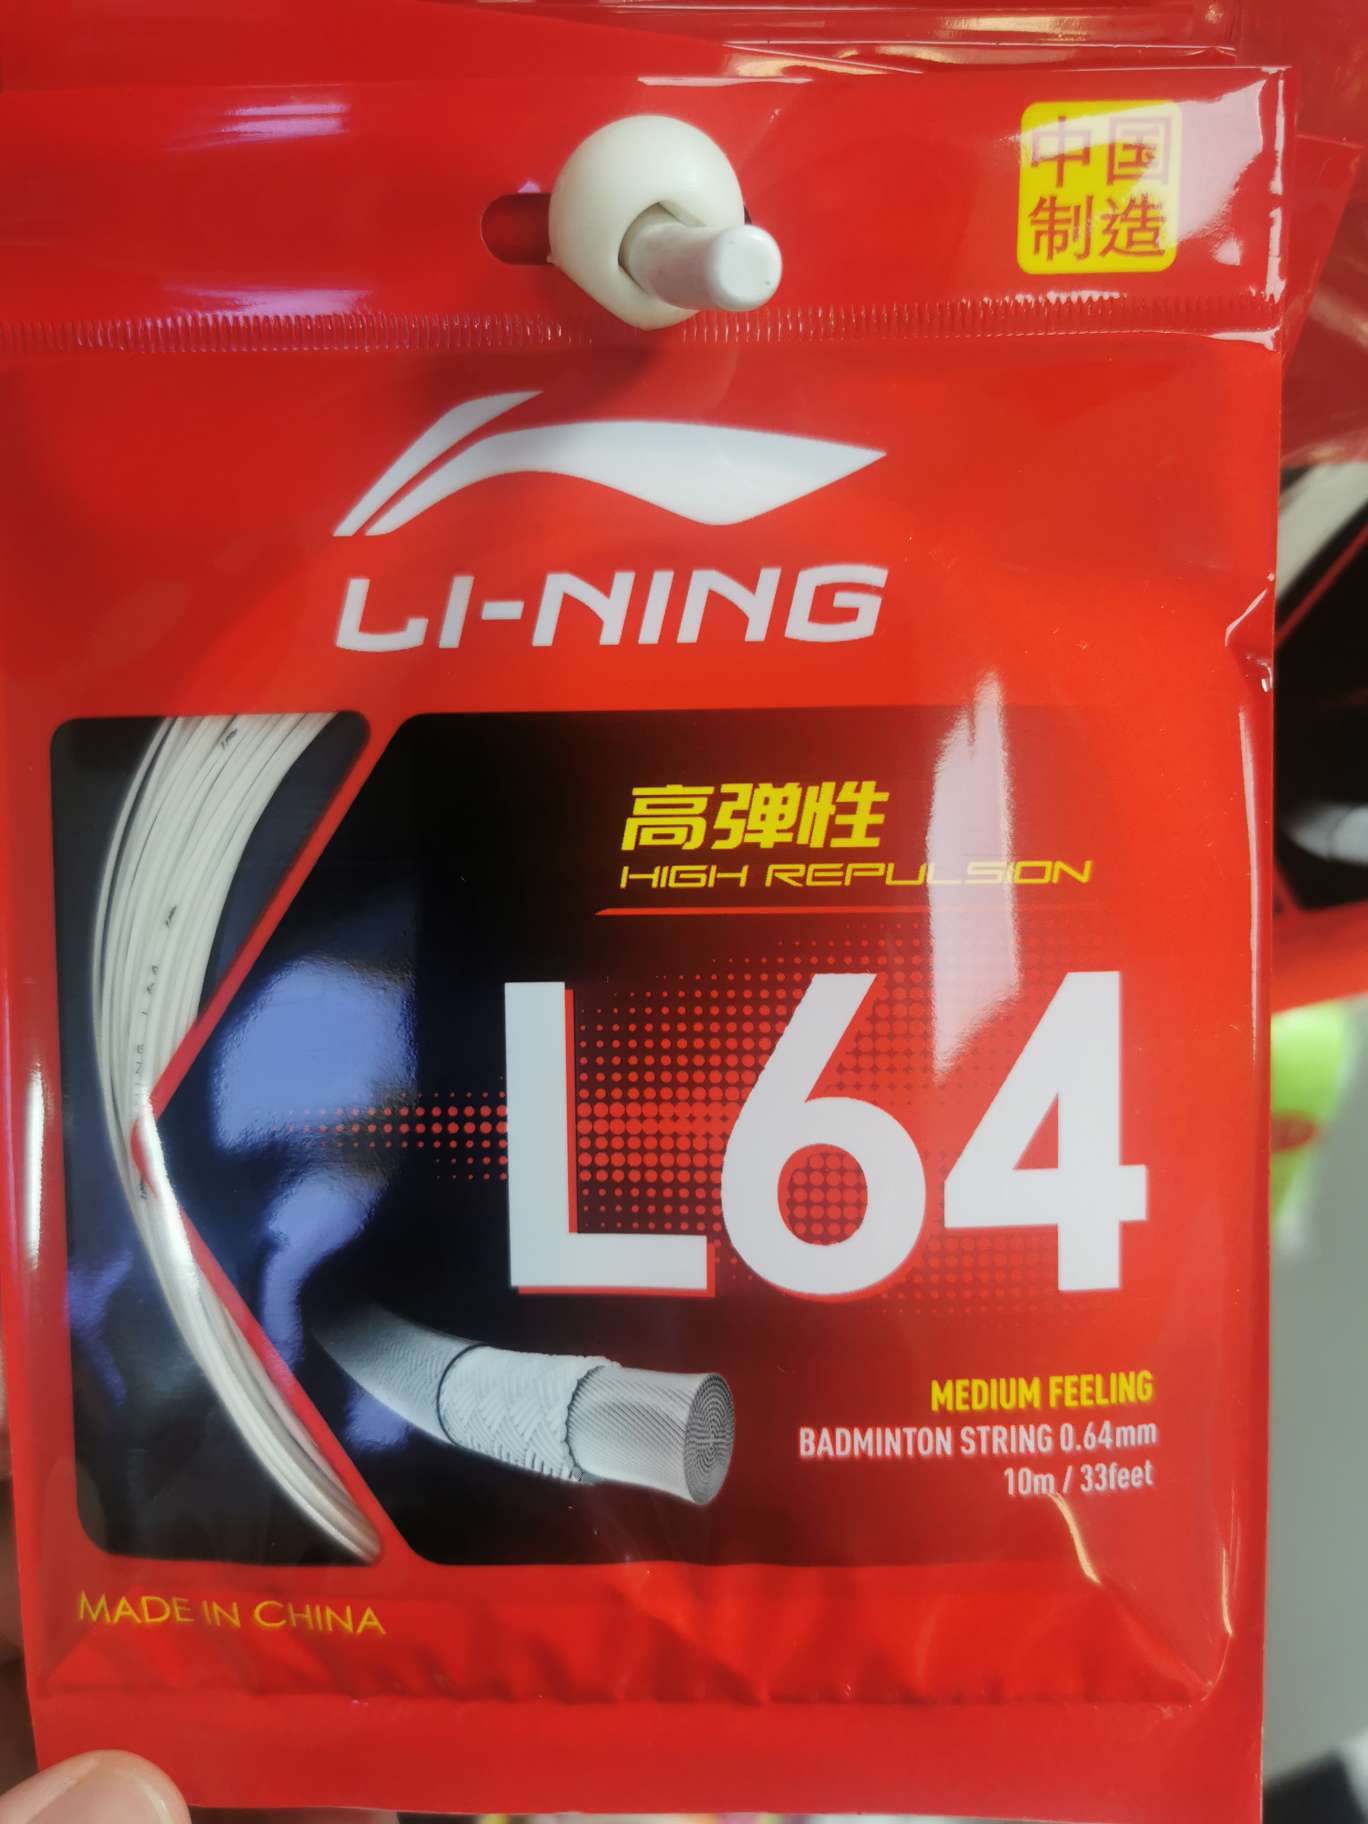 中国
制造
LI-NING
高弹性
HIGH REPULSION
L64
MEDIUM FEELING
BADMINTON STRING 0.64mm
10m / 33feet
MADE IN CHINA